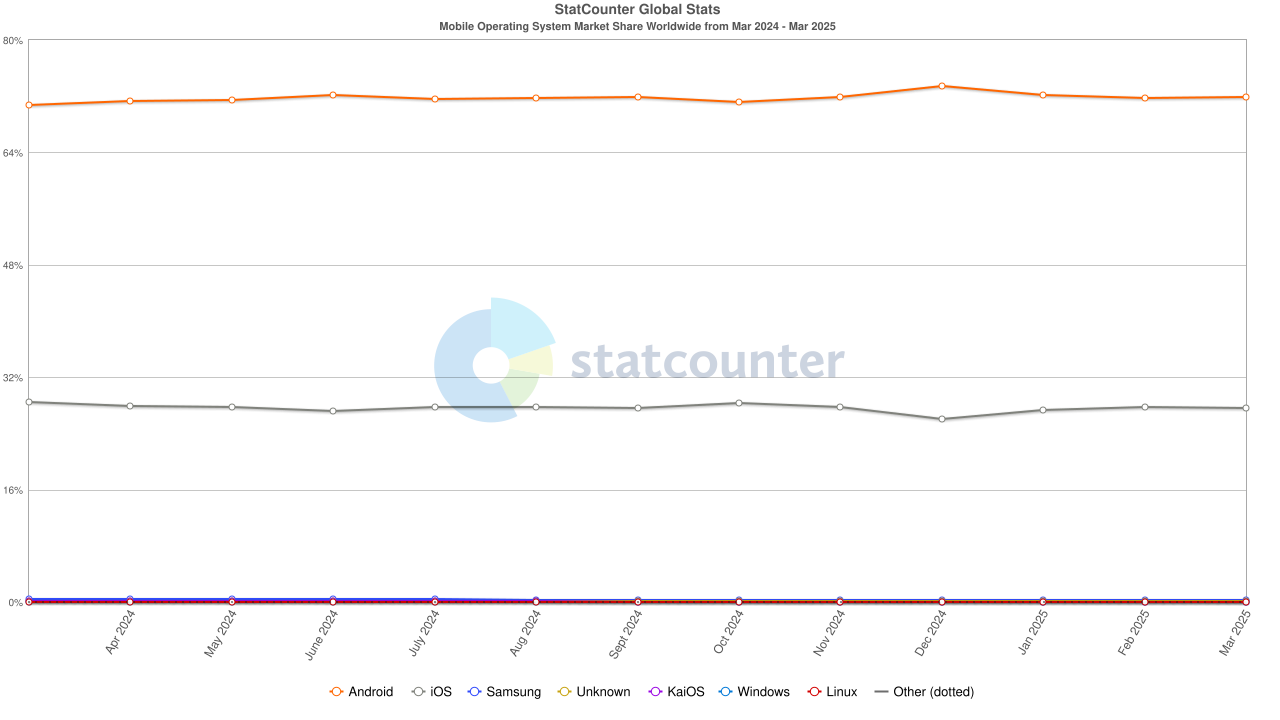 StatCounter Global Stats
Mobile Operating System Market Share Worldwide from Mar 2024 - Mar 2025
80%
64%
48%
32%
16%
0%
statcounter
Apr 2024
May 2024
June 2024
July 2024
Aug 2024
Sept 2024
Oct 2024
Nov 2024
Dec 2024
Jan 2025
Feb 2025
Mar 2025
Android iOS Samsung Unknown KaiOS Windows Linux Other (dotted)